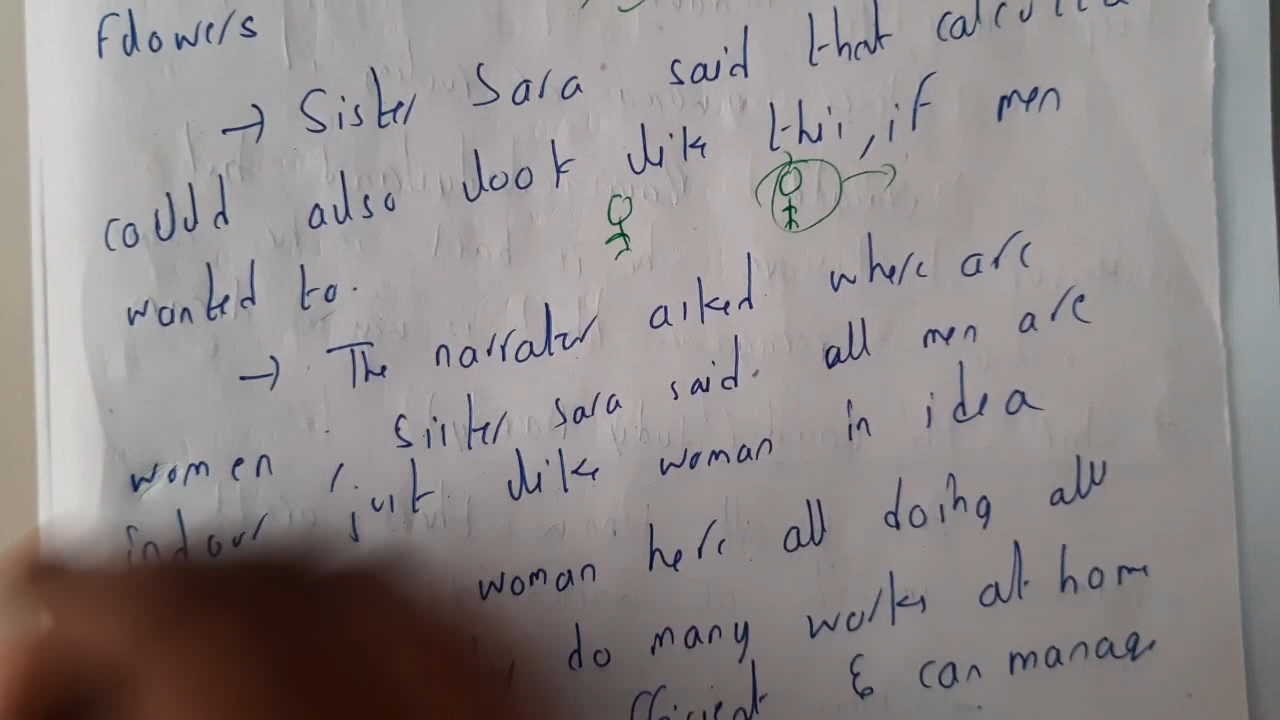 flowers
→ Sister Sara said that
could also look like this, if men
wanted to.
→ The narrator asked where are
women, Sister Sara said all men are
indour just like woman in idea
woman here all doing all
do many works at hom
& can manag